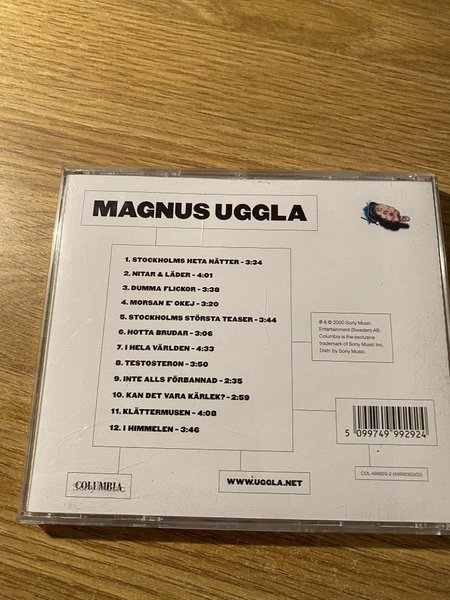 MAGNUS UGGLA
1. STOCKHOLMS HETA NÄTTER - 3:34
2. NITAR & LÄDER - 4:01
3. DUMMA FLICKOR - 3:38
4. MORSAN E' OKEJ - 3:20
5. STOCKHOLMS STÖRSTA TEASER - 3:44
6. HOTTA BRUDAR - 3:06
7. I HELA VÄRLDEN - 4:33
8. TESTOSTERON - 3:50
9. INTE ALLS FÖRBANNAD - 2:35
10. KAN DET VARA KÄRLEK? - 2:59
11. KLÄTTERMUSEN - 4:08
12. I HIMMELEN - 3:46
℗ & © 2000 Sony Music
Entertainment (Sweden) AB.
Columbia is the exclusive
trademark of Sony Music Inc.
Distr. by Sony Music.
5 099749 992924
COL 499929-2 (4999292000)
COLUMBIA
WWW.UGGLA.NET